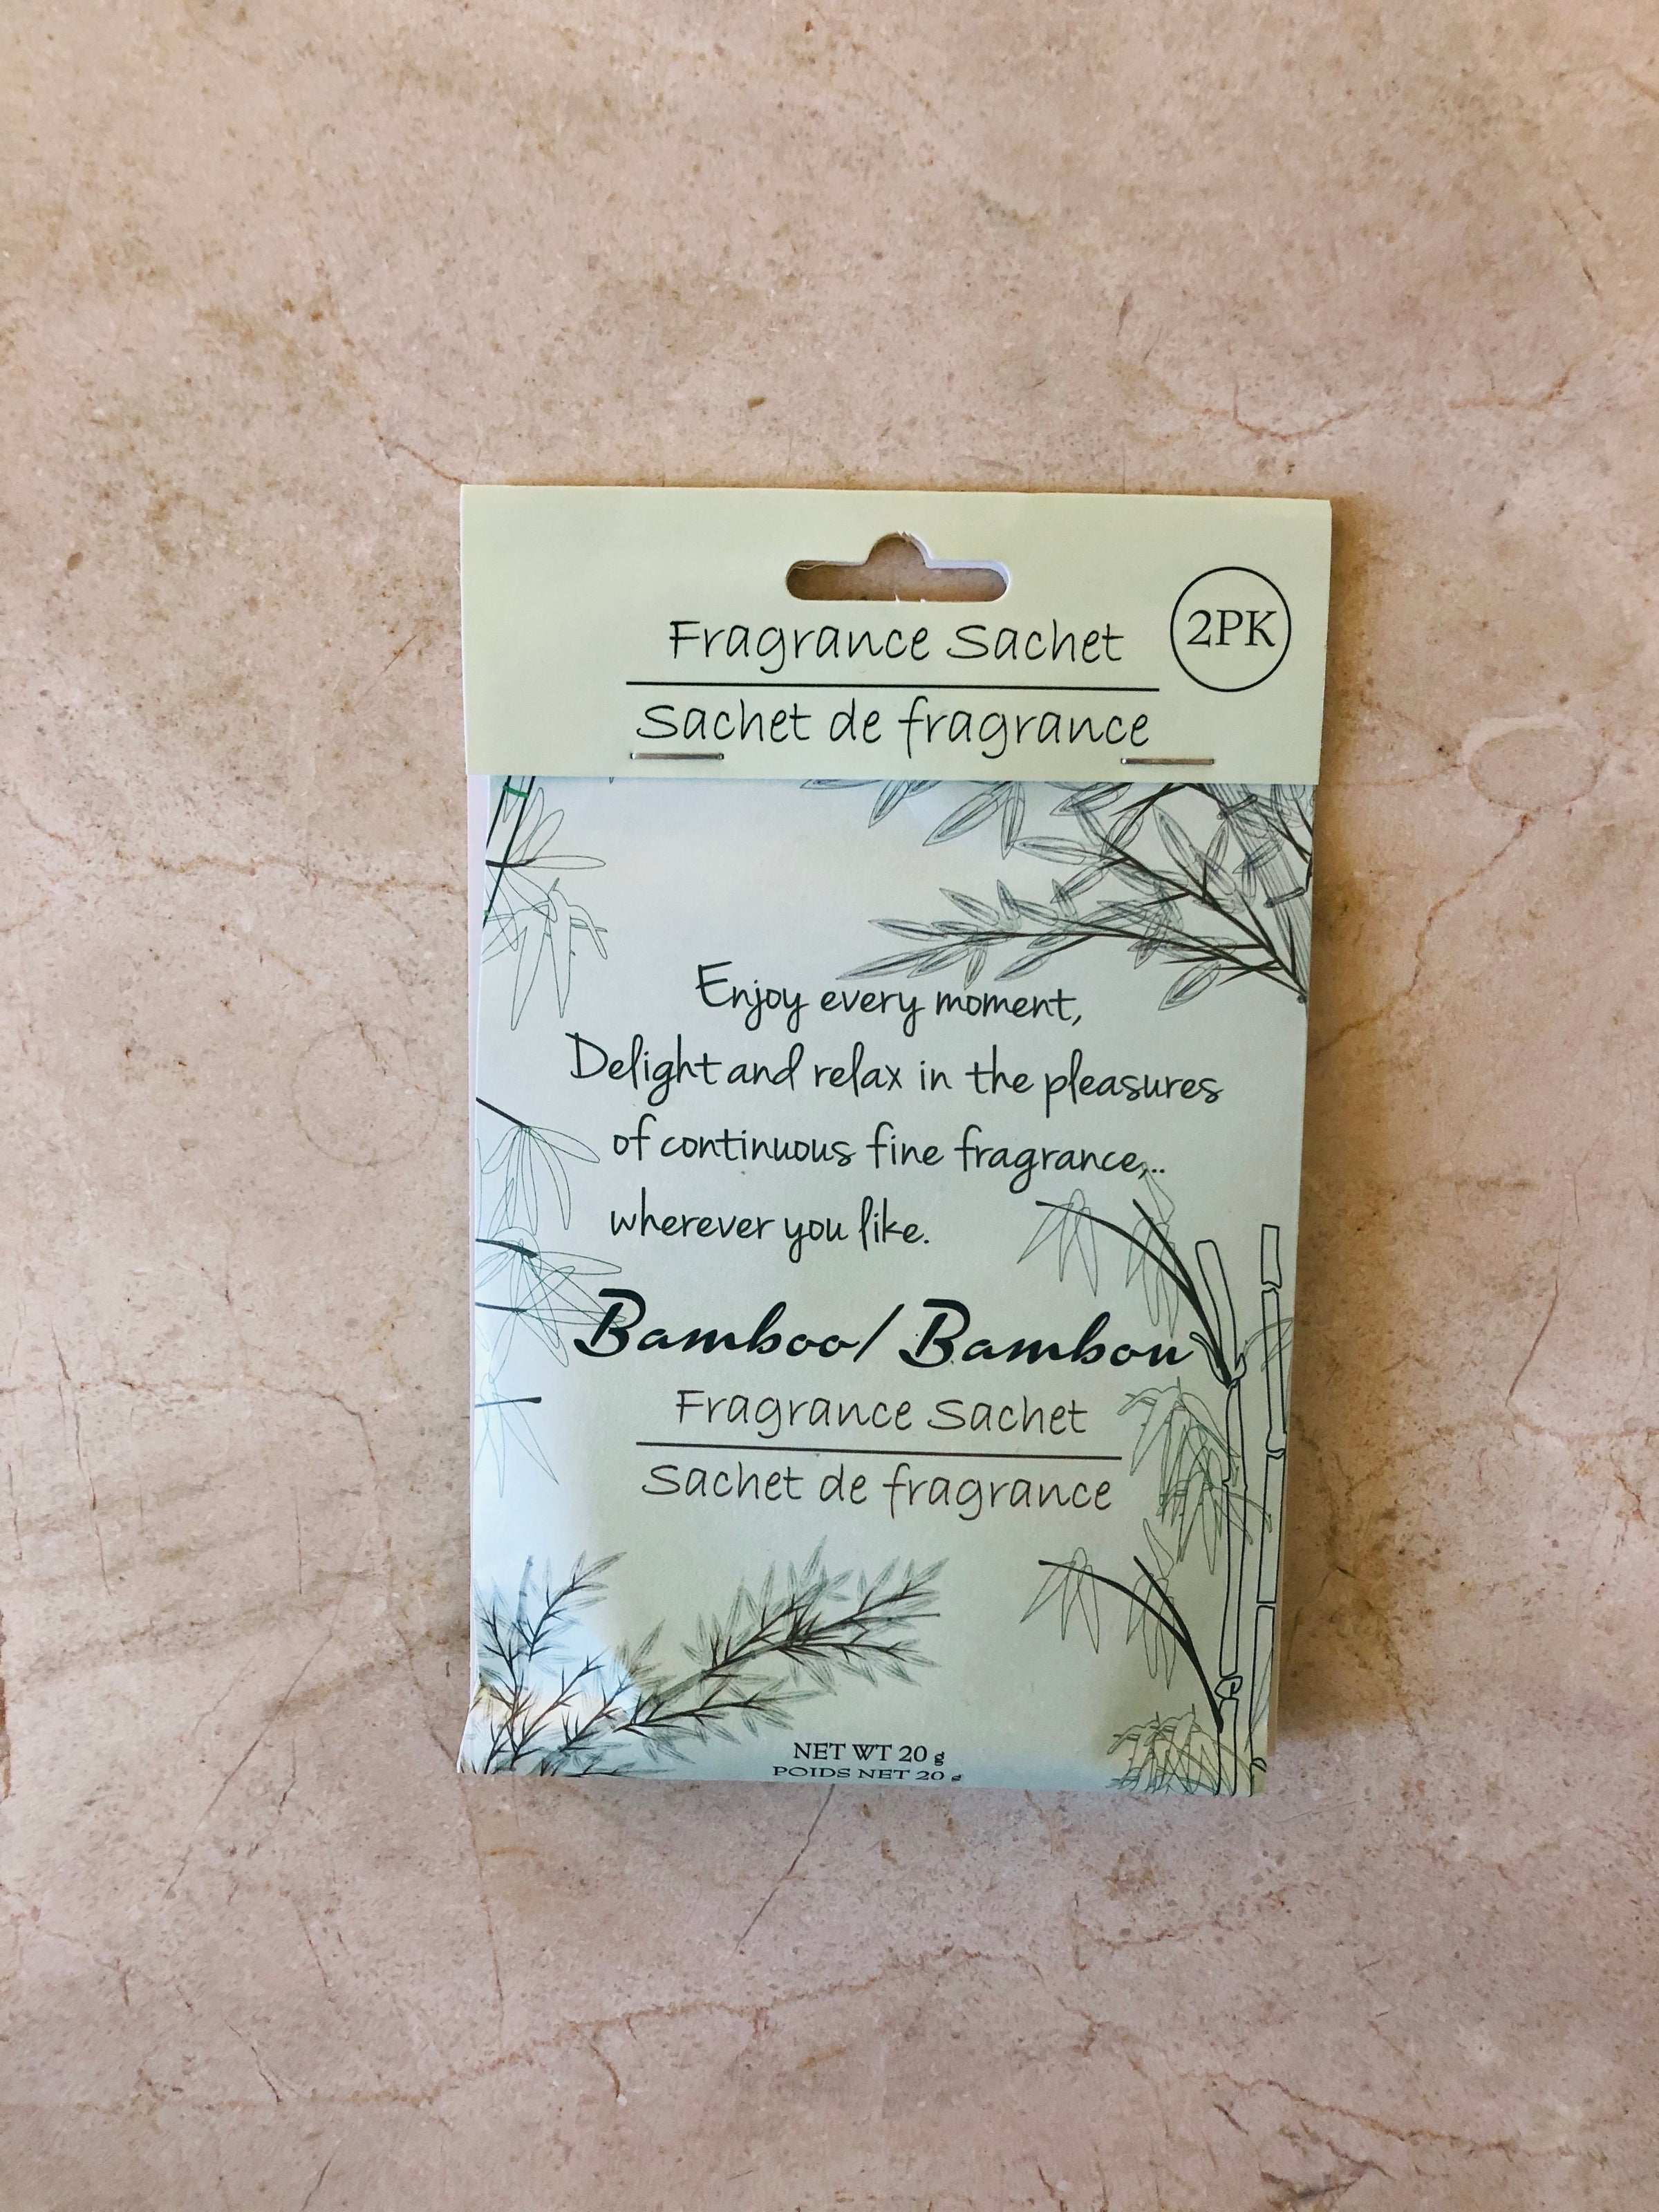 Fragrance Sachet
2PK
Sachet de fragrance
Enjoy every moment,
Delight and relax in the pleasures
of continuous fine fragrance,..
wherever you like.
Bamboo/ Bambou
Fragrance Sachet
Sachet de fragrance
NET WT 20 g
POIDS NET 20 g